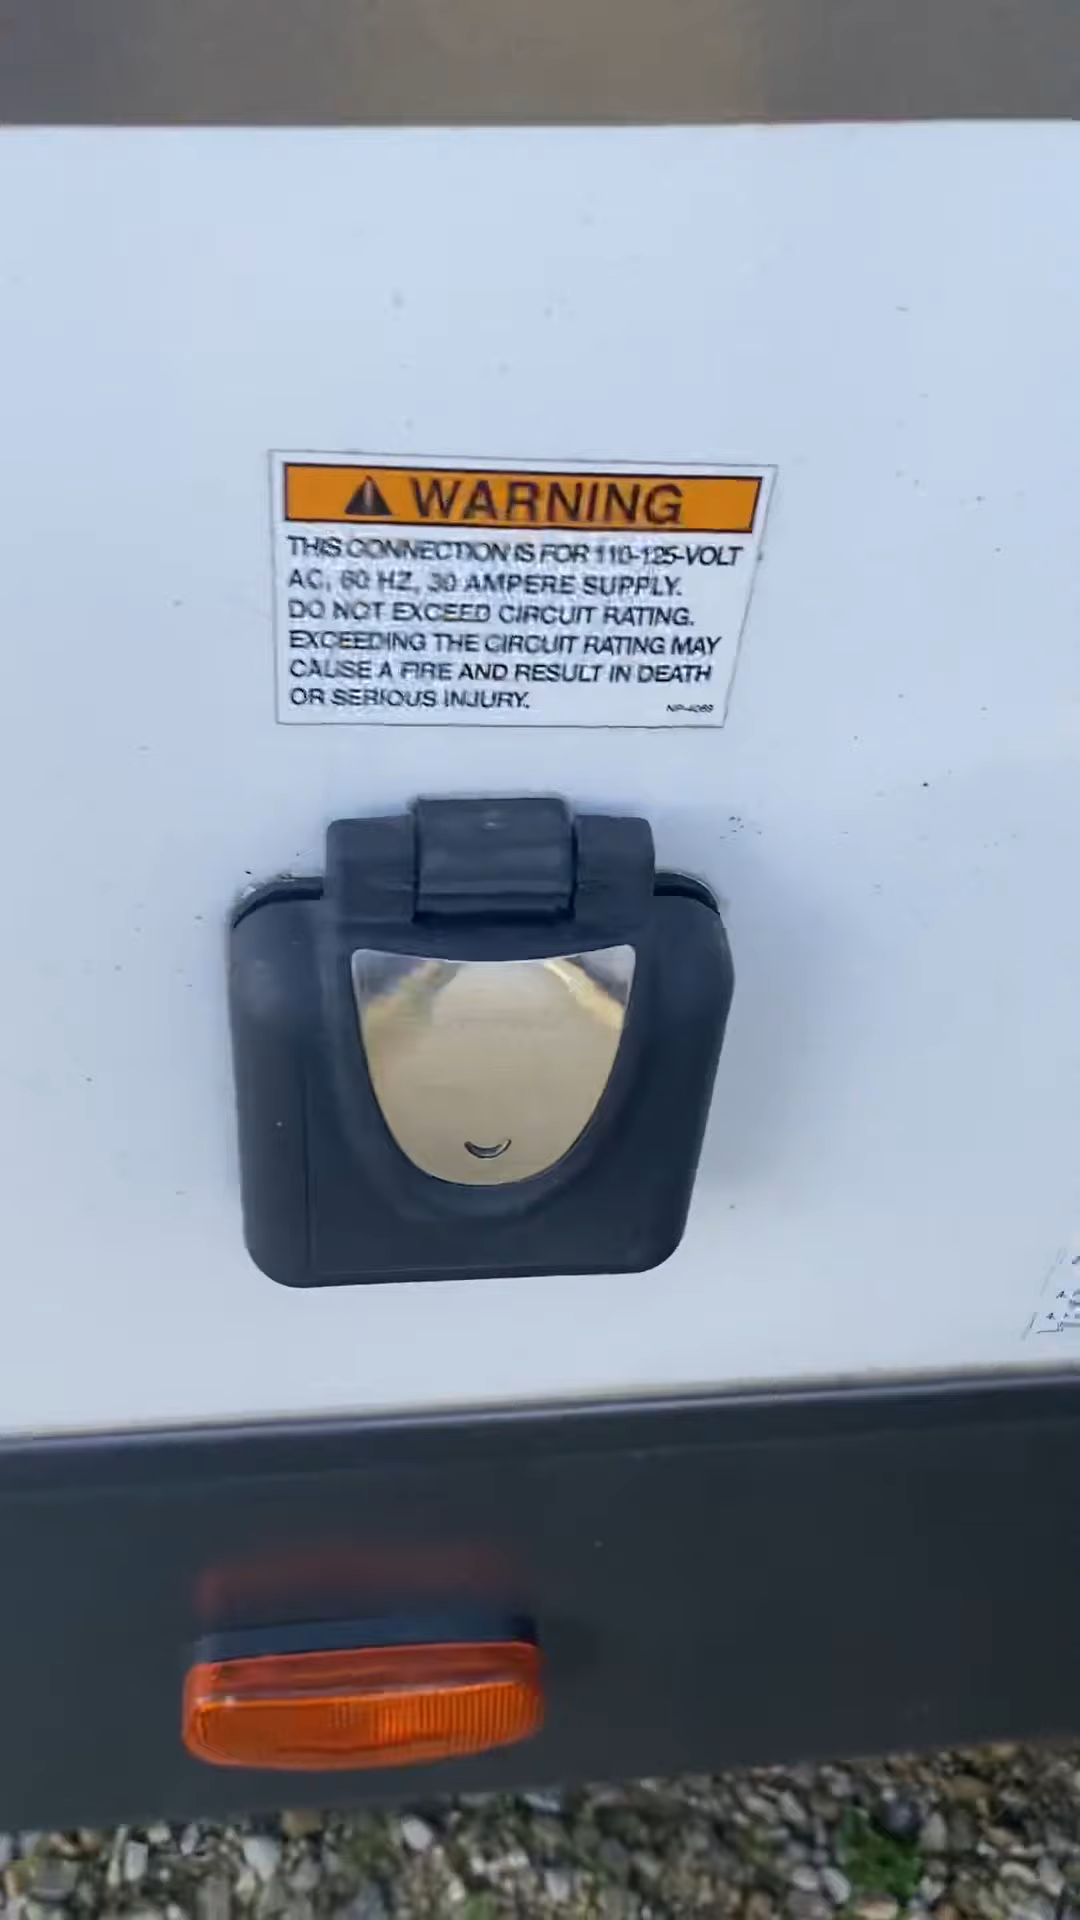 WARNING
THIS CONNECTION IS FOR 110-125-VOLT
AC, 60 HZ, 30 AMPERE SUPPLY.
DO NOT EXCEED CIRCUIT RATING.
EXCEEDING THE CIRCUIT RATING MAY
CAUSE A FIRE AND RESULT IN DEATH
OR SERIOUS INJURY.